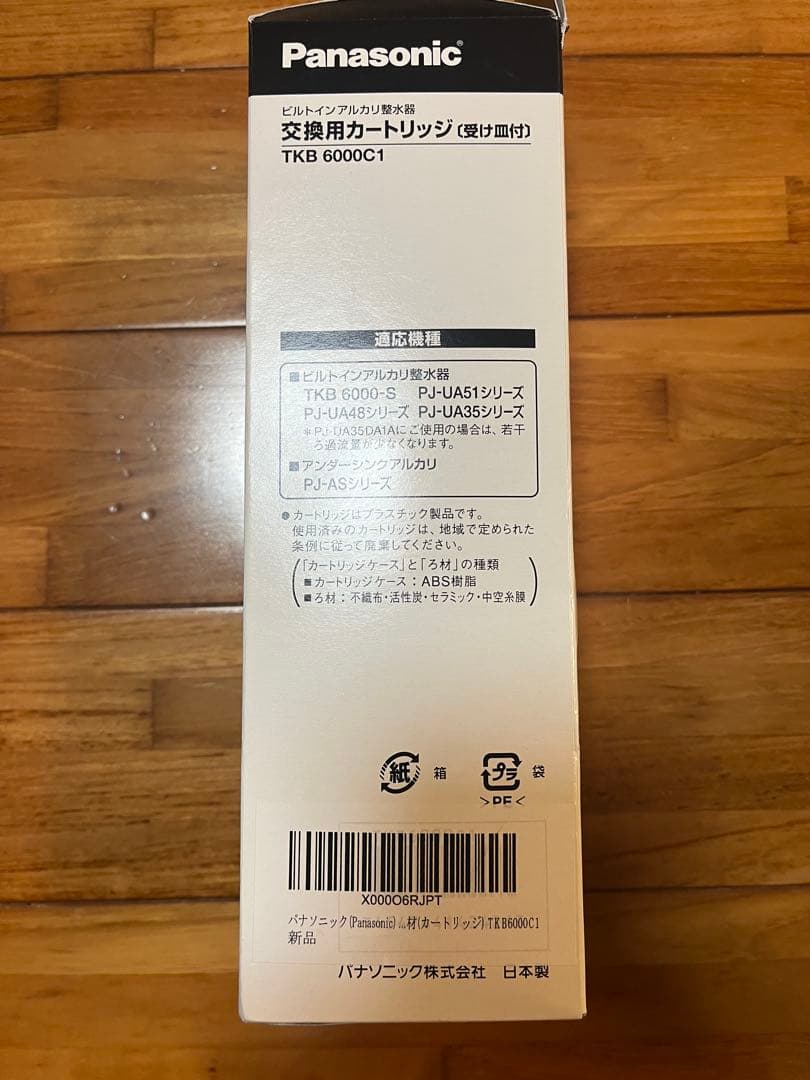 Panasonic®
ビルトインアルカリ整水器
交換用カートリッジ〔受け皿付〕
TKB 6000C1
適応機種
■ビルトインアルカリ整水器
TKB 6000-S PJ-UA51シリーズ
PJ-UA48シリーズ PJ-UA35シリーズ
＊PJ-UA35DA1Aにご使用の場合は、若干
ろ過流量が少なくなります。
■アンダーシンクアルカリ
PJ-ASシリーズ
●カートリッジはプラスチック製品です。
使用済みのカートリッジは、地域で定められた
条例に従って廃棄してください。
「カートリッジケース」と「ろ材」の種類
■カートリッジケース：ABS樹脂
■ろ材：不織布・活性炭・セラミック・中空糸膜
紙 箱 プラ 袋
>PE<
X000O6RJPT
パナソニック(Panasonic) …材(カートリッジ) TKB6000C1
新品
パナソニック株式会社 日本製